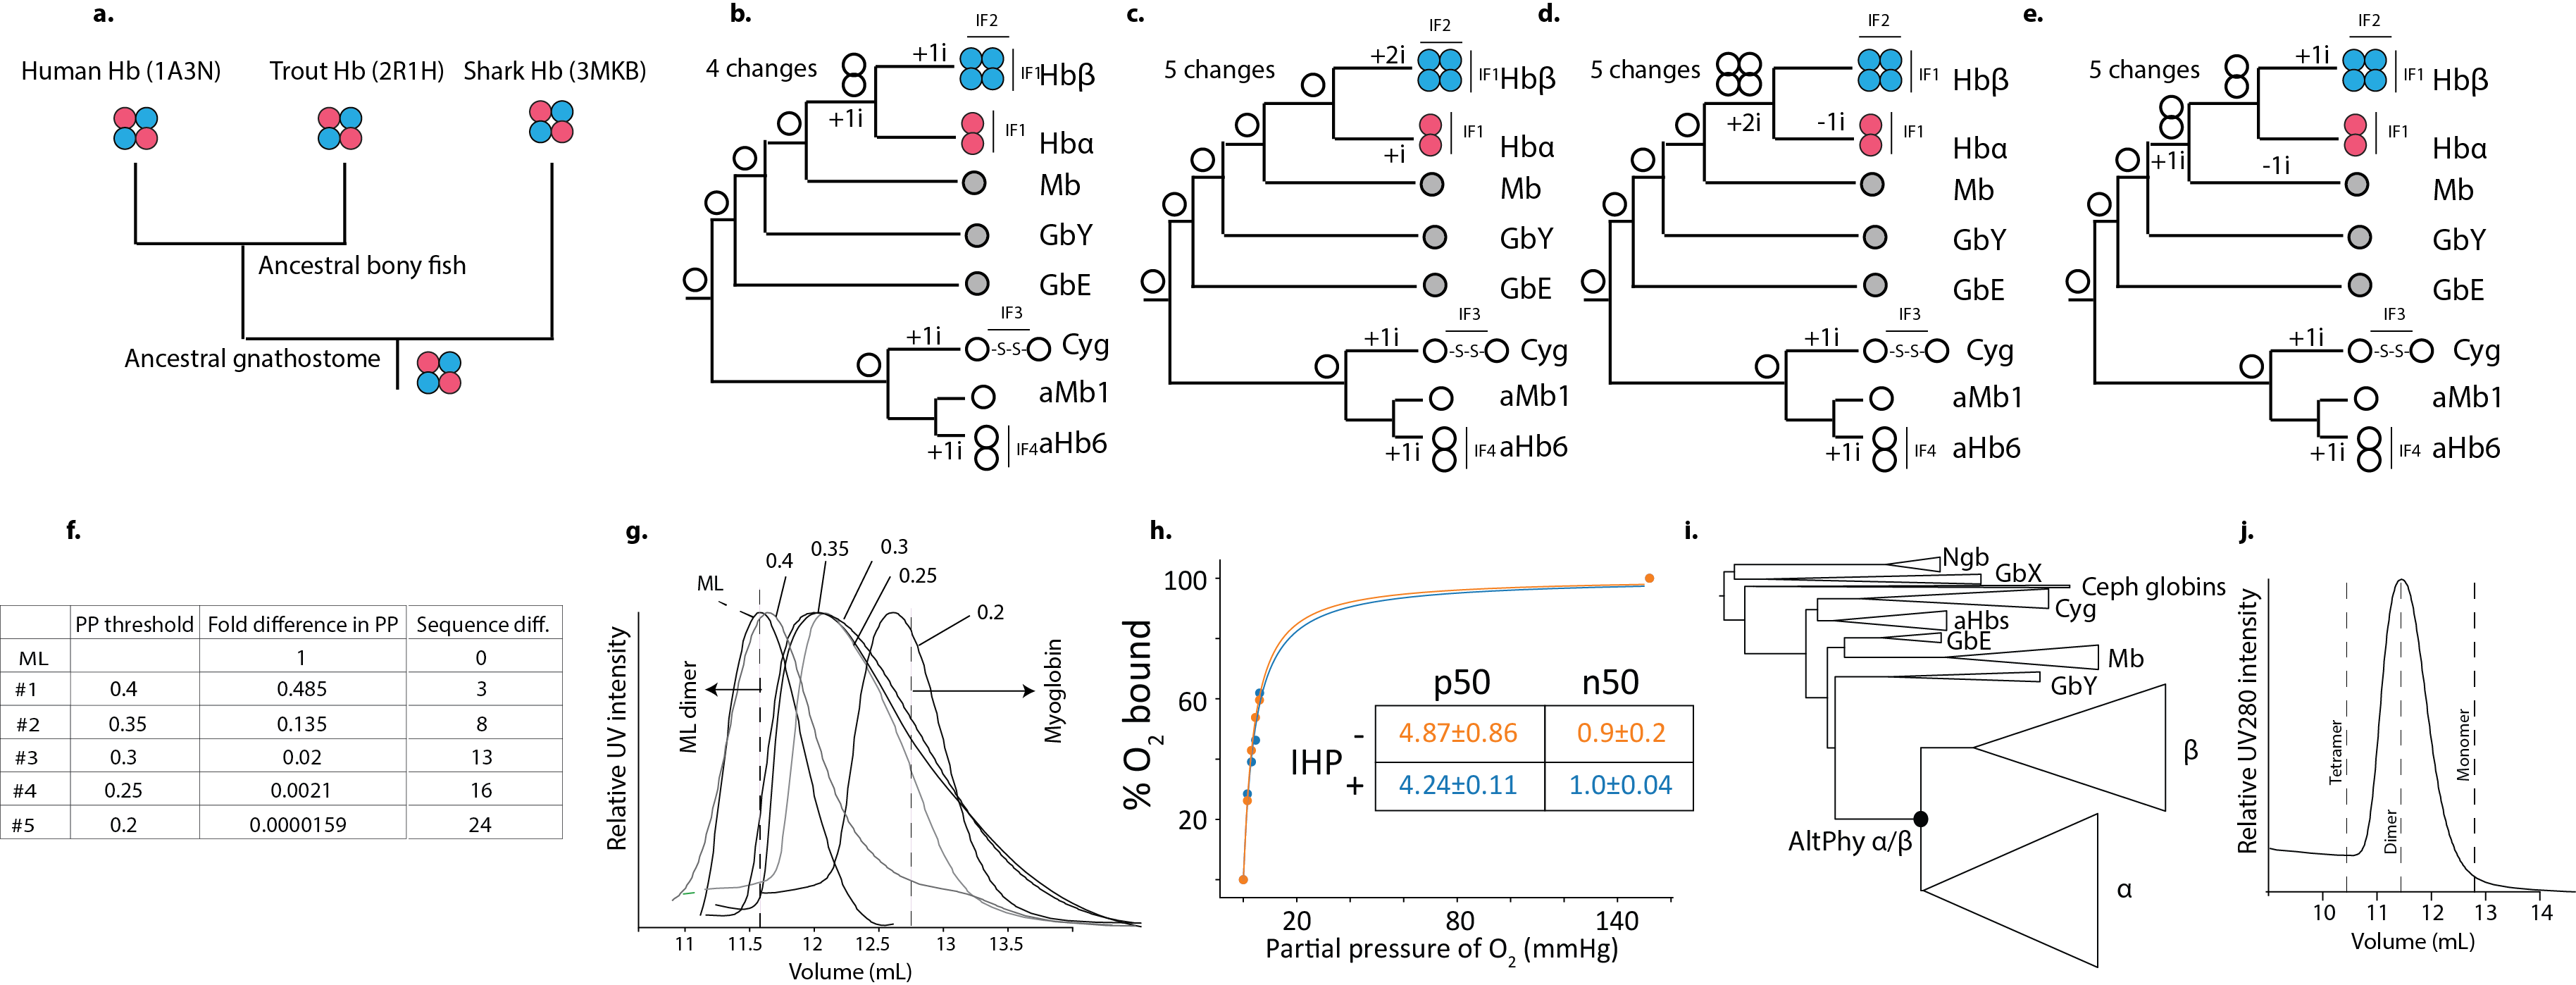 a.
Human Hb (1A3N)
Trout Hb (2R1H)
Shark Hb (3MKB)
Ancestral bony fish
Ancestral gnathostome
b.
4 changes
IF2
+1i
IF1
Hbβ
+1i
IF1
Hbα
Mb
GbY
GbE
IF3
+1i
-S-S-
Cyg
aMb1
+1i
IF4
aHb6
c.
5 changes
IF2
+2i
IF1
Hbβ
IF1
+i
Hbα
Mb
GbY
GbE
IF3
+1i
-S-S-
Cyg
aMb1
+1i
IF4
aHb6
d.
5 changes
IF2
IF1
Hbβ
+2i
-1i
IF1
Hbα
Mb
GbY
GbE
IF3
+1i
-S-S-
Cyg
aMb1
+1i
IF4
aHb6
e.
5 changes
IF2
+1i
IF1
Hbβ
IF1
Hbα
+1i
-1i
Mb
GbY
GbE
IF3
+1i
-S-S-
Cyg
aMb1
+1i
IF4
aHb6
f.
PP threshold Fold difference in PP Sequence diff.
ML 1 0
#1 0.4 0.485 3
#2 0.35 0.135 8
#3 0.3 0.02 13
#4 0.25 0.0021 16
#5 0.2 0.0000159 24
g.
ML
0.4
0.35
0.3
0.25
0.2
Relative UV intensity
ML dimer
Myoglobin
11 11.5 12 12.5 13 13.5
Volume (mL)
h.
% O2 bound
100
60
20
p50 n50
IHP
- 4.87±0.86 0.9±0.2
+ 4.24±0.11 1.0±0.04
20 80 140
Partial pressure of O2 (mmHg)
i.
Ngb
GbX
Ceph globins
Cyg
aHbs
GbE
Mb
GbY
β
AltPhy α/β
α
j.
Relative UV280 intensity
Tetramer
Dimer
Monomer
10 11 12 13 14
Volume (mL)